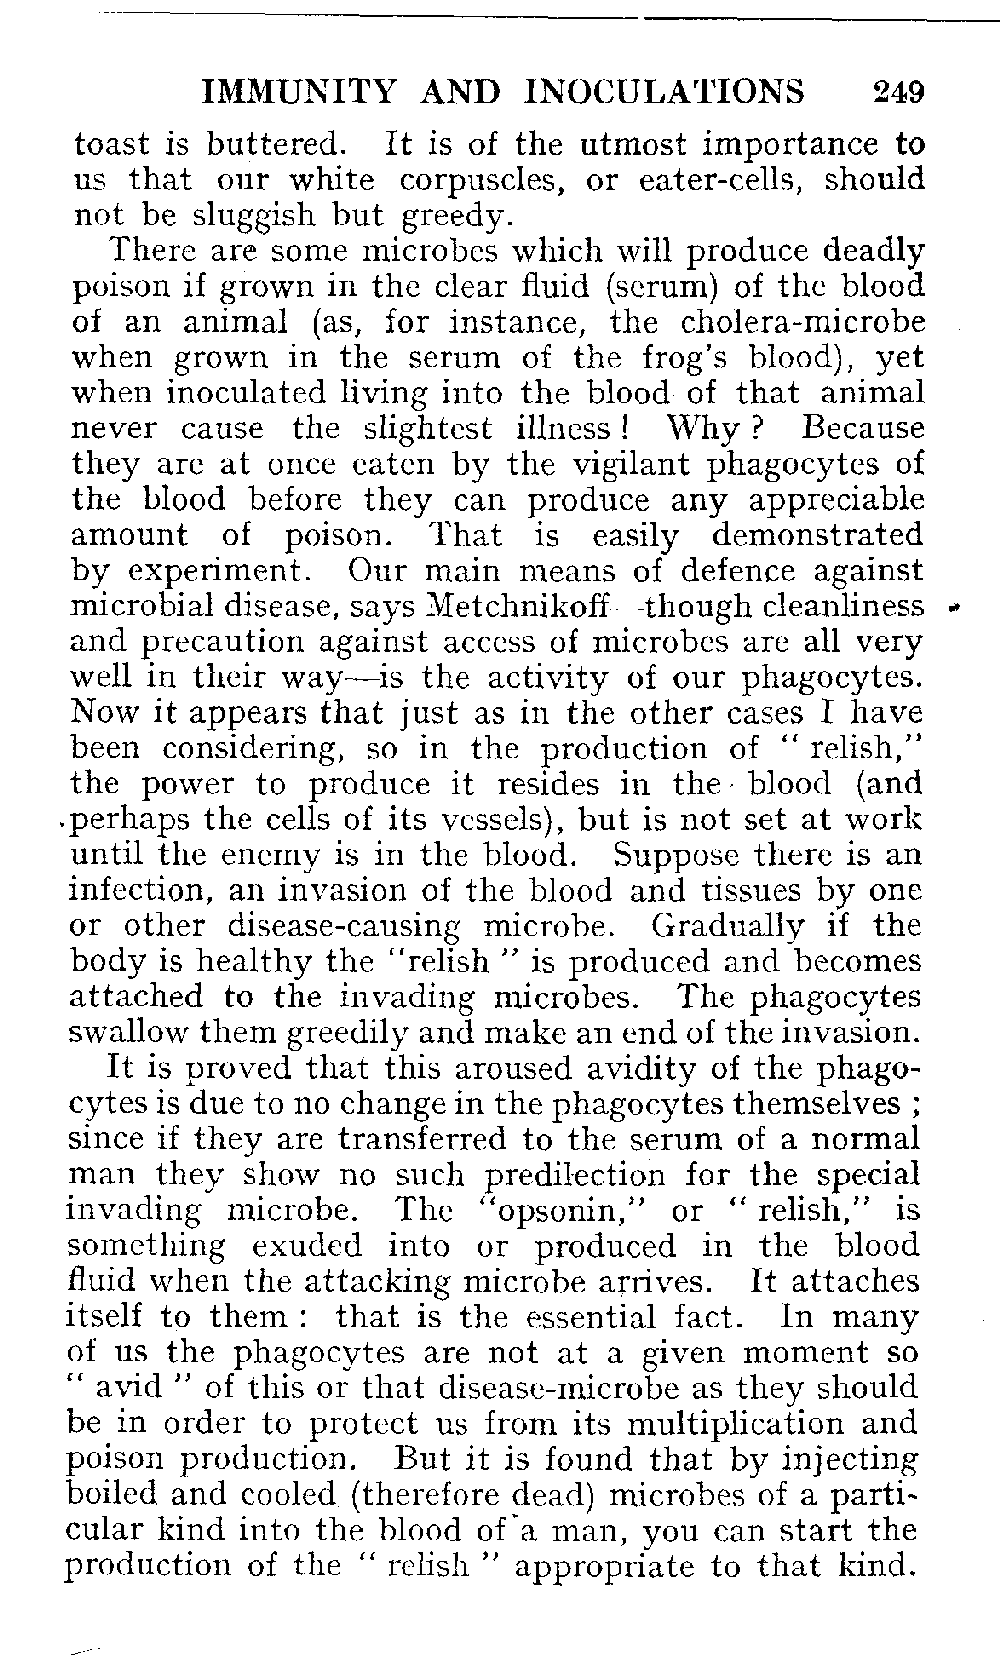 IMMUNITY AND INOCULATIONS 249
toast is buttered. It is of the utmost importance to
us that our white corpuscles, or eater-cells, should
not be sluggish but greedy.
There are some microbes which will produce deadly
poison if grown in the clear fluid (serum) of the blood
of an animal (as, for instance, the cholera-microbe
when grown in the serum of the frog's blood), yet
when inoculated living into the blood of that animal
never cause the slightest illness ! Why ? Because
they are at once eaten by the vigilant phagocytes of
the blood before they can produce any appreciable
amount of poison. That is easily demonstrated
by experiment. Our main means of defence against
microbial disease, says Metchnikoff—though cleanliness
and precaution against access of microbes are all very
well in their way—is the activity of our phagocytes.
Now it appears that just as in the other cases I have
been considering, so in the production of “ relish,”
the power to produce it resides in the blood (and
perhaps the cells of its vessels), but is not set at work
until the enemy is in the blood. Suppose there is an
infection, an invasion of the blood and tissues by one
or other disease-causing microbe. Gradually if the
body is healthy the “relish ” is produced and becomes
attached to the invading microbes. The phagocytes
swallow them greedily and make an end of the invasion.
It is proved that this aroused avidity of the phago-
cytes is due to no change in the phagocytes themselves ;
since if they are transferred to the serum of a normal
man they show no such predilection for the special
invading microbe. The “opsonin,” or “ relish,” is
something exuded into or produced in the blood
fluid when the attacking microbe arrives. It attaches
itself to them : that is the essential fact. In many
of us the phagocytes are not at a given moment so
“ avid ” of this or that disease-microbe as they should
be in order to protect us from its multiplication and
poison production. But it is found that by injecting
boiled and cooled (therefore dead) microbes of a parti-
cular kind into the blood of a man, you can start the
production of the “ relish ” appropriate to that kind.